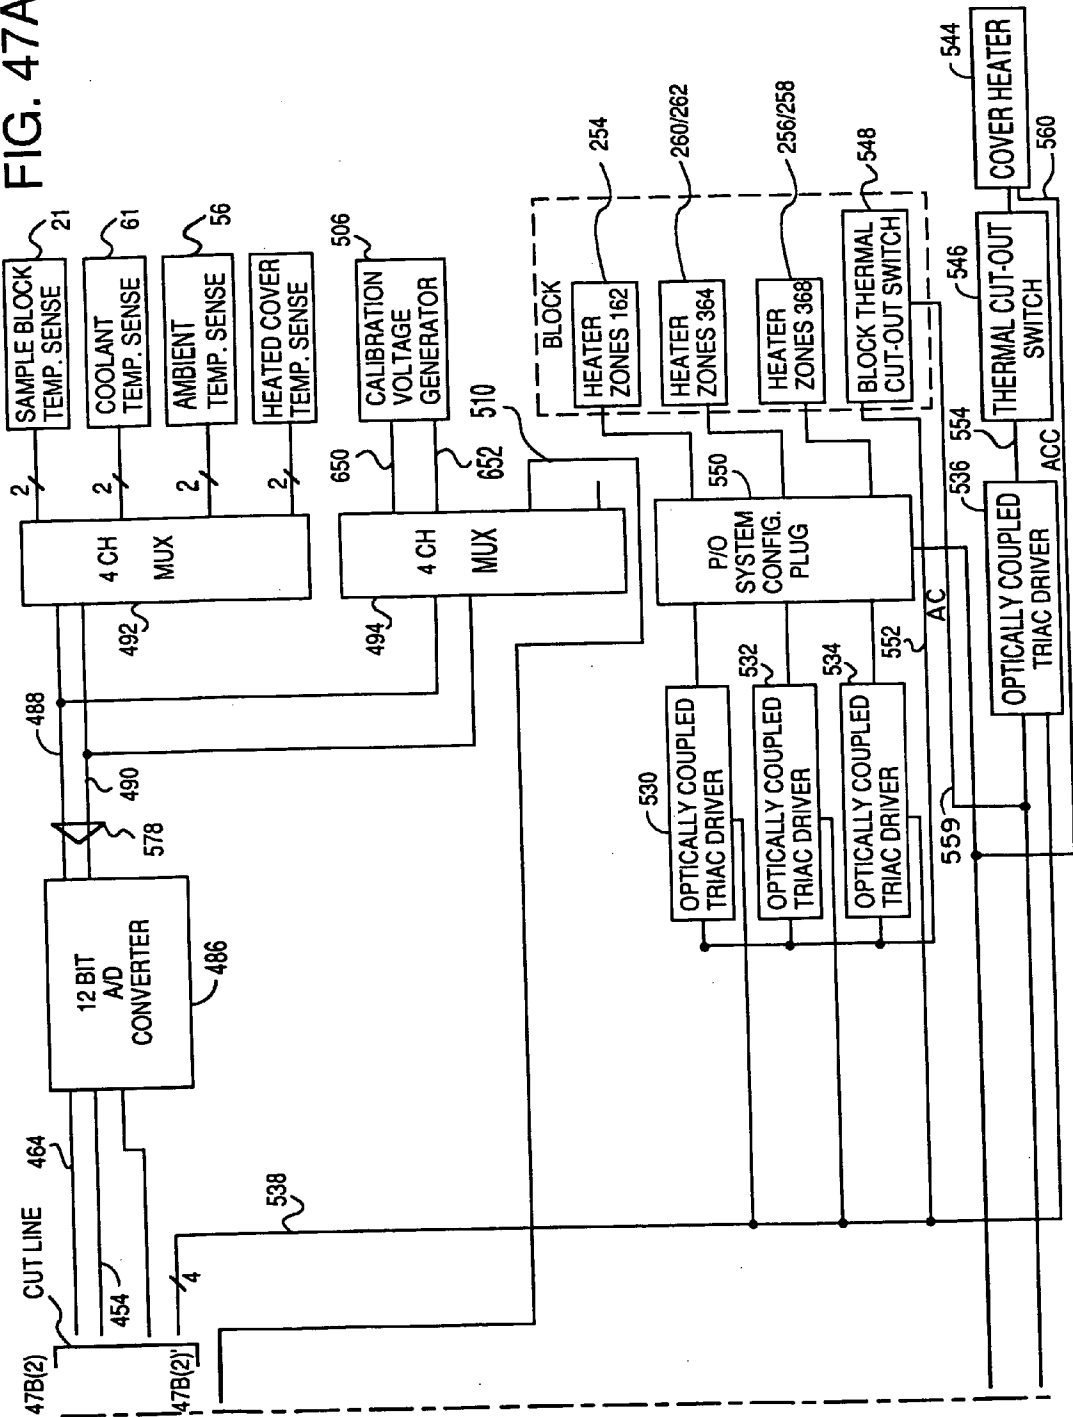 FIG. 47A
47B(2)
CUT LINE
464
454
47B(2)'
4
538
12 BIT
A/D
CONVERTER
486
578
488
490
4 CH
MUX
492
2
2
2
2
SAMPLE BLOCK
TEMP. SENSE
21
COOLANT
TEMP. SENSE
61
AMBIENT
TEMP. SENSE
56
HEATED COVER
TEMP. SENSE
4 CH
MUX
494
650
652
CALIBRATION
VOLTAGE
GENERATOR
506
510
BLOCK
HEATER
ZONES 162
254
HEATER
ZONES 364
260/262
HEATER
ZONES 368
256/258
BLOCK THERMAL
CUT-OUT SWITCH
548
550
P/O
SYSTEM
CONFIG.
PLUG
530
OPTICALLY COUPLED
TRIAC DRIVER
532
OPTICALLY COUPLED
TRIAC DRIVER
534
OPTICALLY COUPLED
TRIAC DRIVER
552
AC
559
536
OPTICALLY COUPLED
TRIAC DRIVER
554
ACC
THERMAL CUT-OUT
SWITCH
546
COVER HEATER
544
560